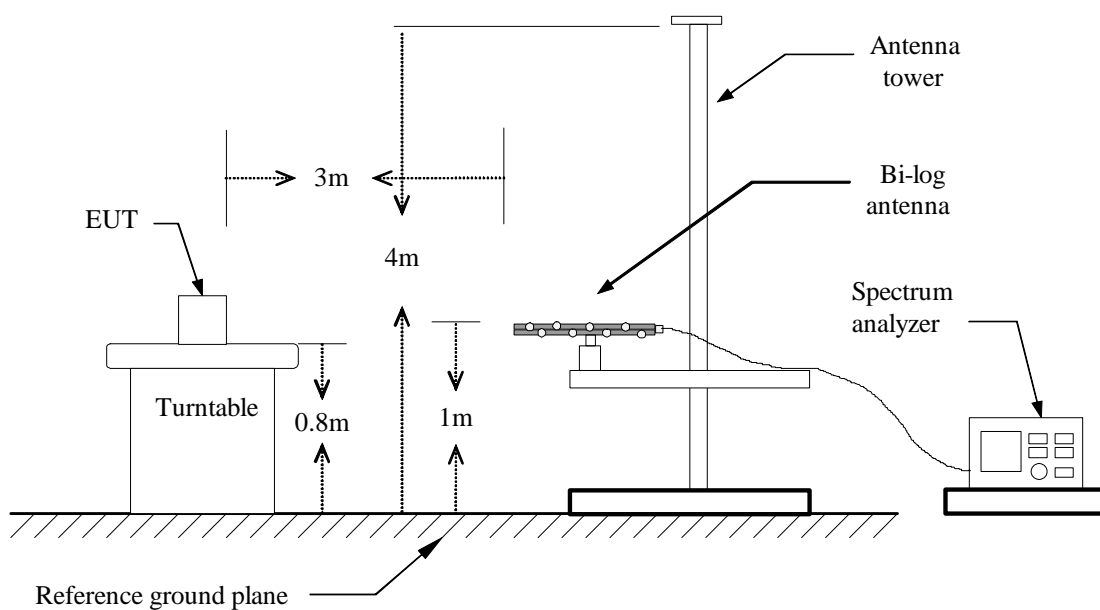 Antenna
tower
3m
Bi-log
antenna
EUT
4m
Spectrum
analyzer
Turntable
0.8m
1m
Reference ground plane